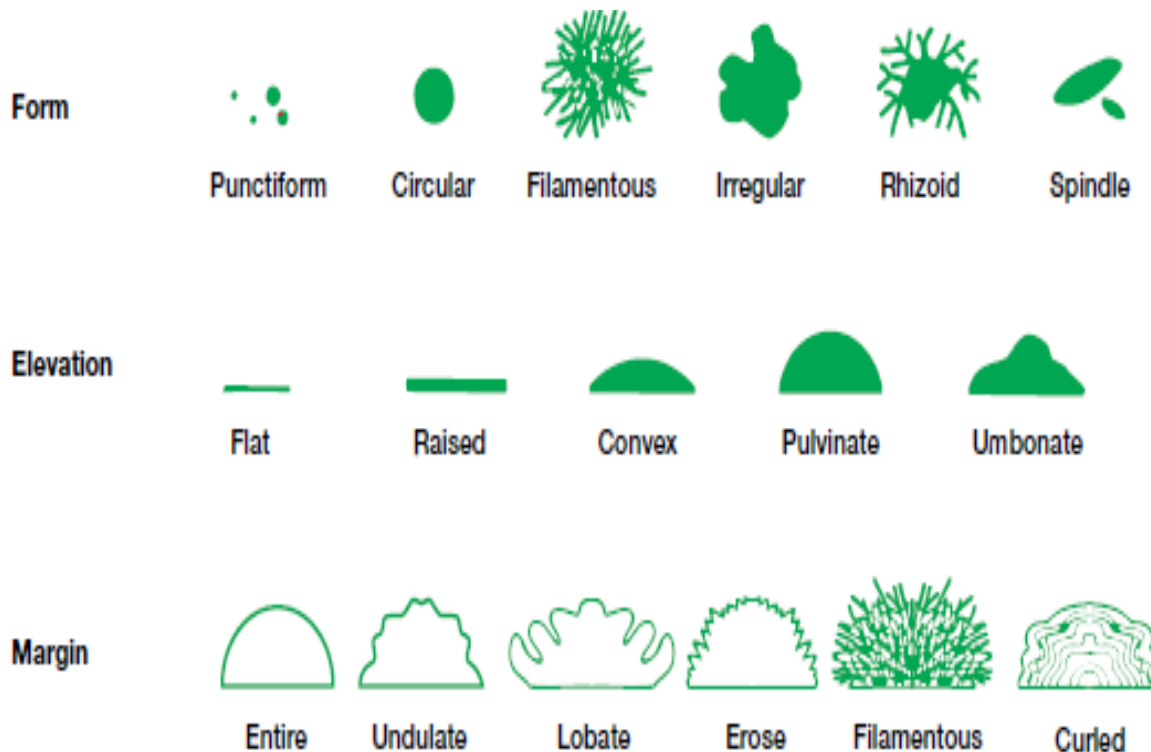 Form
Punctiform Circular Filamentous Irregular Rhizoid Spindle
Elevation
Flat Raised Convex Pulvinate Umbonate
Margin
Entire Undulate Lobate Erose Filamentous Curled